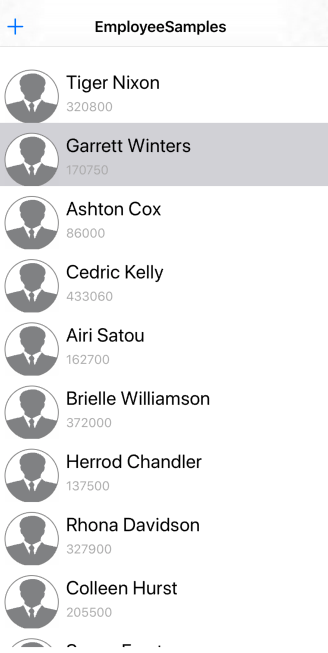 EmployeeSamples
Tiger Nixon
320800
Garrett Winters
170750
Ashton Cox
86000
Cedric Kelly
433060
Airi Satou
162700
Brielle Williamson
372000
Herrod Chandler
137500
Rhona Davidson
327900
Colleen Hurst
205500